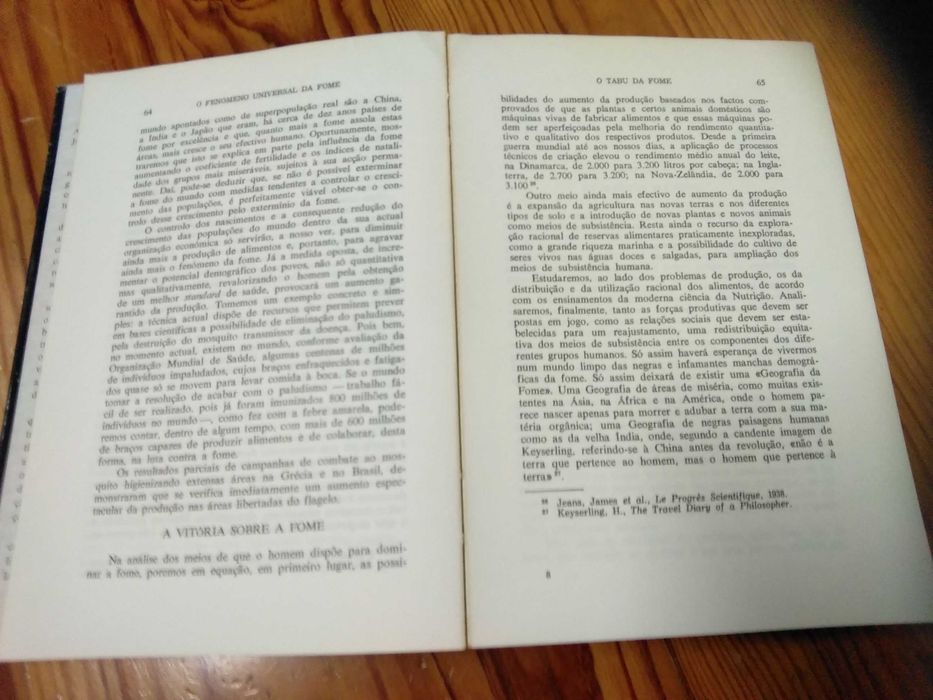 64
O FENÓMENO UNIVERSAL DA FOME
mundo apontados como de superpopulação real são a China,
a Índia e o Japão que eram, há cerca de dez anos países de
fome por excelência e que, quanto mais a fome assola estas
áreas, mais cresce o seu efectivo humano. Oportunamente, mos-
traremos que isto se explica em parte pela influência da fome
aumentando o coeficiente de fertilidade e os índices de natali-
dade dos grupos mais miseráveis, sujeitos à sua acção perma-
nente. Daí, pode-se deduzir que, se não é possível exterminar
a fome do mundo com medidas tendentes a controlar o cresci-
mento das populações, é perfeitamente viável obter-se o con-
trolo desse crescimento pelo extermínio da fome.
O controlo dos nascimentos e a consequente redução do
crescimento das populações do mundo dentro da sua actual
organização económica só servirão, a nosso ver, para diminuir
ainda mais a produção de alimentos e, portanto, para agravar
ainda mais o fenómeno da fome. Já a medida oposta, de incre-
mentar o potencial demográfico dos povos, não só quantitativa
mas qualitativamente, revalorizando o homem pela obtenção
de um melhor standard de saúde, provocará um aumento ga-
rantido da produção. Tomemos um exemplo concreto e sim-
ples: a técnica actual dispõe de recursos que permitem prever
em bases científicas a possibilidade de eliminação do paludismo,
pela destruição do mosquito transmissor da doença. Pois bem,
no momento actual, existem no mundo, conforme avaliação da
Organização Mundial de Saúde, algumas centenas de milhões
de indivíduos impaludados, cujos braços enfraquecidos e fatiga-
dos quase só se movem para levar comida à boca. Se o mundo
tomar a resolução de acabar com o paludismo — trabalho fá-
cil de ser realizado, pois já foram imunizados 800 milhões de
indivíduos no mundo —, como fez com a febre amarela, pode-
remos contar, dentro de algum tempo, com mais de 600 milhões
de braços capazes de produzir alimentos e de colaborar, desta
forma, na luta contra a fome.
Os resultados parciais de campanhas de combate ao mos-
quito higienizando extensas áreas na Grécia e no Brasil, de-
monstraram que se verifica imediatamente um aumento espec-
tacular da produção nas áreas libertadas do flagelo.
A VITÓRIA SOBRE A FOME
Na análise dos meios de que o homem dispõe para domi-
nar a fome, poremos em equação, em primeiro lugar, as possi-
O TABU DA FOME
65
bilidades do aumento da produção baseados nos factos com-
provados de que as plantas e certos animais domésticos são
máquinas vivas de fabricar alimentos e que essas máquinas po-
dem ser aperfeiçoadas pela melhoria do rendimento quantita-
tivo e qualitativo dos respectivos produtos. Desde a primeira
guerra mundial até aos nossos dias, a aplicação de processos
técnicos de criação elevou o rendimento médio anual do leite,
na Dinamarca, de 2.000 para 3.200 litros por cabeça; na Ingla-
terra, de 2.700 para 3.200; na Nova-Zelândia, de 2.000 para
3.100 ³⁶.
Outro meio ainda mais efectivo de aumento da produção
é a expansão da agricultura nas novas terras e nos diferentes
tipos de solo e a introdução de novas plantas e novos animais
como meios de subsistência. Resta ainda o recurso da explora-
ção racional de reservas alimentares praticamente inexploradas,
como a grande riqueza marinha e a possibilidade do cultivo de
seres vivos nas águas doces e salgadas, para ampliação dos
meios de subsistência humana.
Estudaremos, ao lado dos problemas de produção, os da
distribuição e da utilização racional dos alimentos, de acordo
com os ensinamentos da moderna ciência da Nutrição. Anali-
saremos, finalmente, tanto as forças produtivas que devem ser
postas em jogo, como as relações sociais que devem ser esta-
belecidas para um reajustamento, uma redistribuição equita-
tiva dos meios de subsistência entre os componentes dos dife-
rentes grupos humanos. Só assim haverá esperança de vivermos
num mundo limpo das negras e infamantes manchas demográ-
ficas da fome. Só assim deixará de existir uma «Geografia da
Fome». Uma Geografia de áreas de miséria, como muitas exis-
tentes na Ásia, na África e na América, onde o homem pa-
rece nascer apenas para morrer e adubar a terra com a sua ma-
téria orgânica; uma Geografia de negras paisagens humanas
como as da velha Índia, onde, segundo a candente imagem de
Keyserling, referindo-se à China antes da revolução, «não é a
terra que pertence ao homem, mas o homem que pertence à
terra» ³⁷.
³⁶ Jeans, James et al., Le Progrès Scientifique, 1938.
³⁷ Keyserling, H., The Travel Diary of a Philosopher.
8